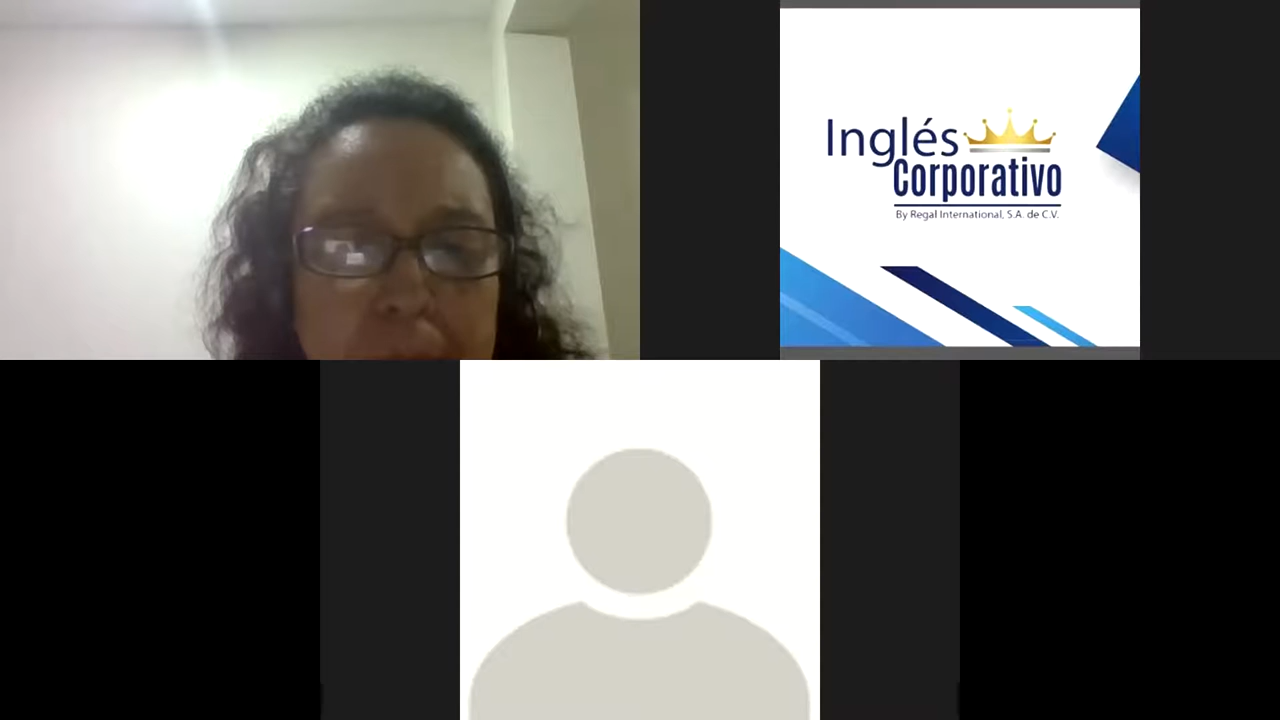 Inglés
Corporativo
By Regal International, S.A. de C.V.